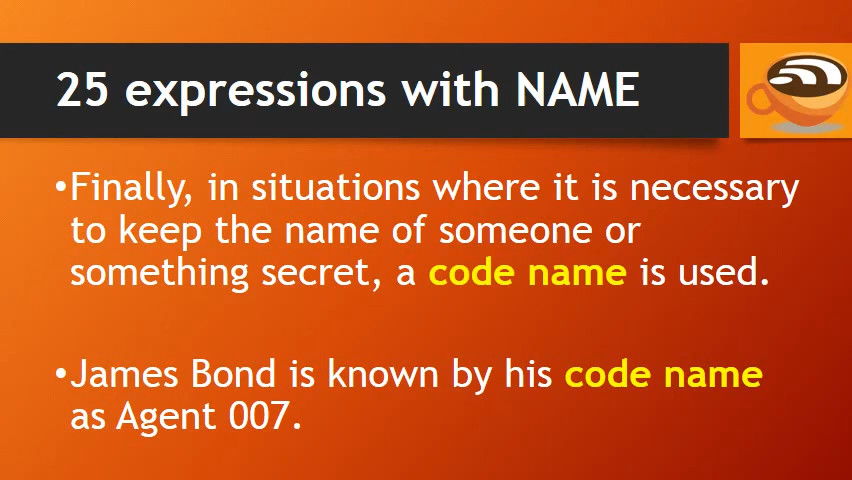 25 expressions with NAME
•Finally, in situations where it is necessary
to keep the name of someone or
something secret, a code name is used.
•James Bond is known by his code name
as Agent 007.